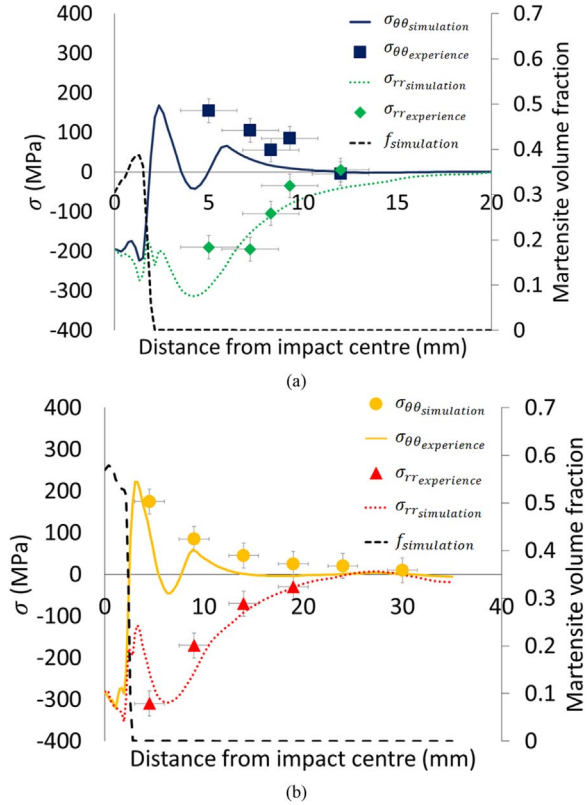 400
300
200
100
0
-100
-200
-300
-400
σ (MPa)
0
5
10
15
20
Distance from impact centre (mm)
0.7
0.6
0.5
0.4
0.3
0.2
0.1
0
Martensite volume fraction
σθθsimulation
σθθexperience
σrrsimulation
σrrexperience
fsimulation
(a)
400
300
200
100
0
-100
-200
-300
-400
σ (MPa)
0
10
20
30
40
Distance from impact centre (mm)
0.7
0.6
0.5
0.4
0.3
0.2
0.1
0
Martensite volume fraction
σθθsimulation
σθθexperience
σrrexperience
σrrsimulation
fsimulation
(b)